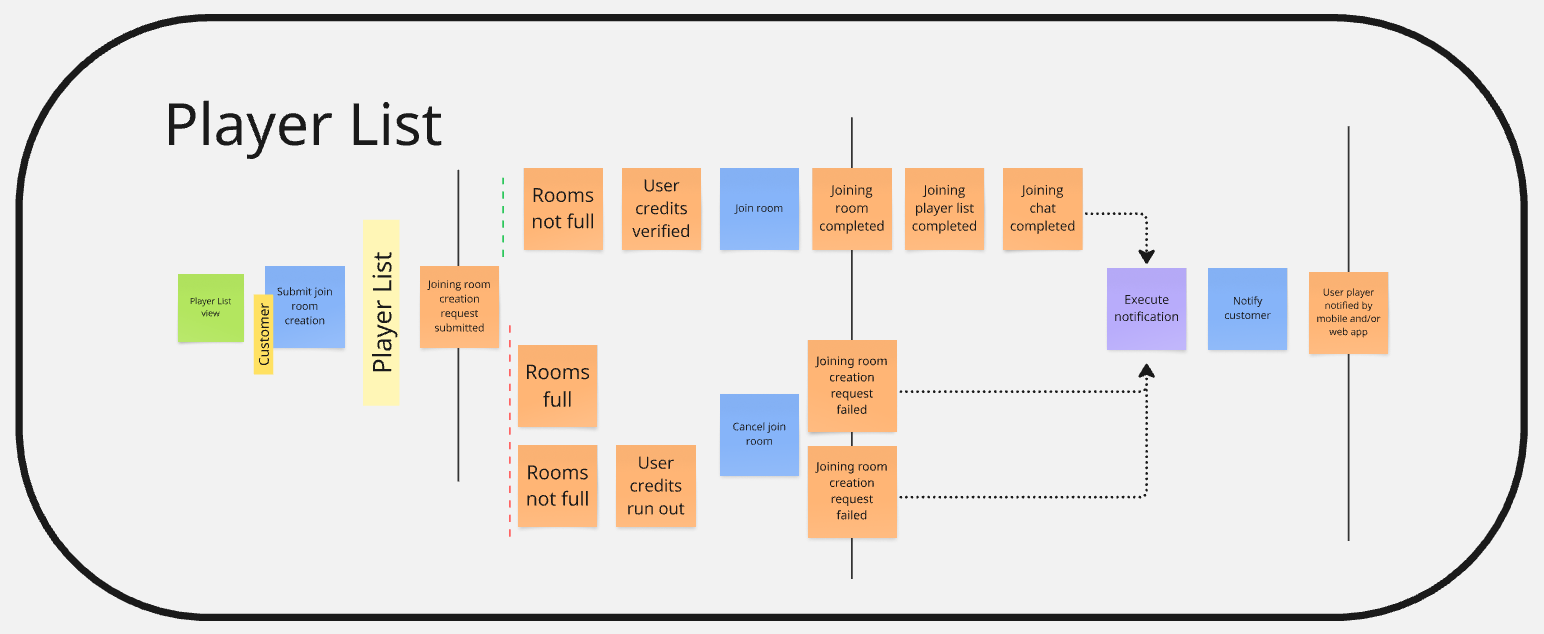 Player List
Player List
view
Submit join
room
creation
Customer
Player List
Joining room
creation
request
submitted
Rooms
not full
User
credits
verified
Join room
Joining
room
completed
Joining
player list
completed
Joining
chat
completed
Rooms
full
Rooms
not full
User
credits
run out
Cancel join
room
Joining room
creation
request
failed
Joining room
creation
request
failed
Execute
notification
Notify
customer
User player
notified by
mobile and/or
web app